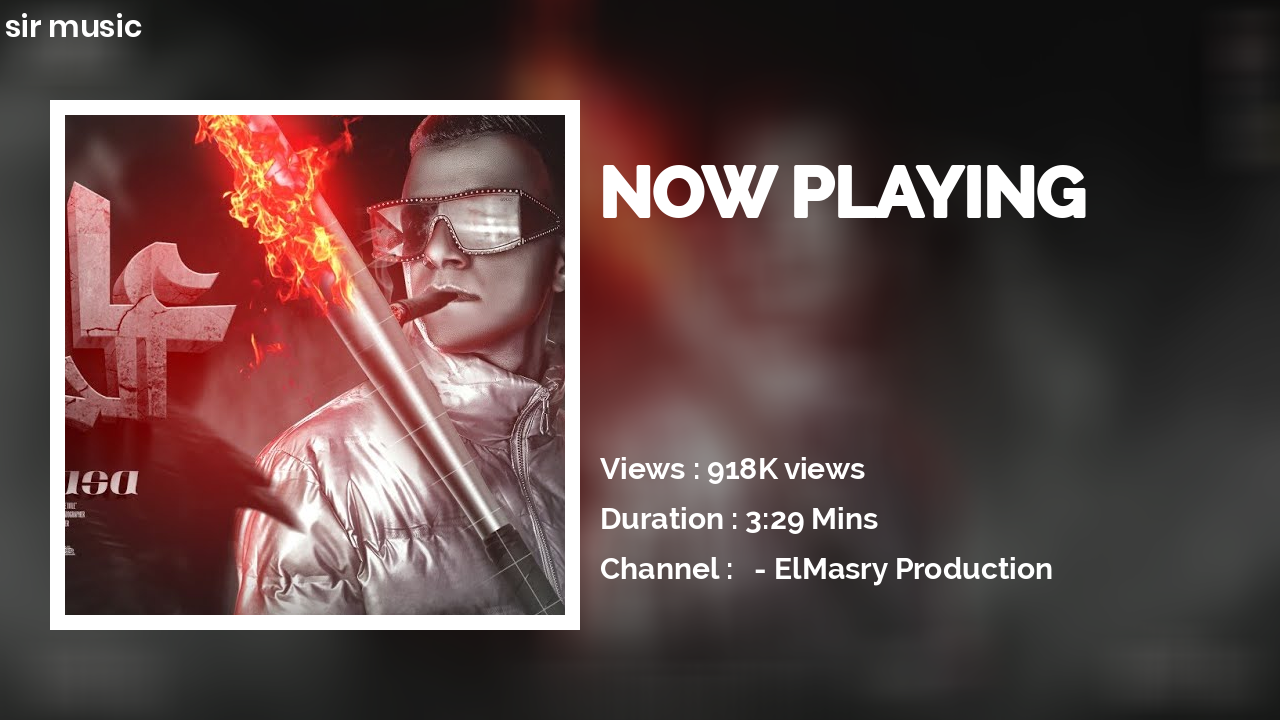 sir music
NOW PLAYING
Views : 918K views
Duration : 3:29 Mins
Channel : - ElMasry Production